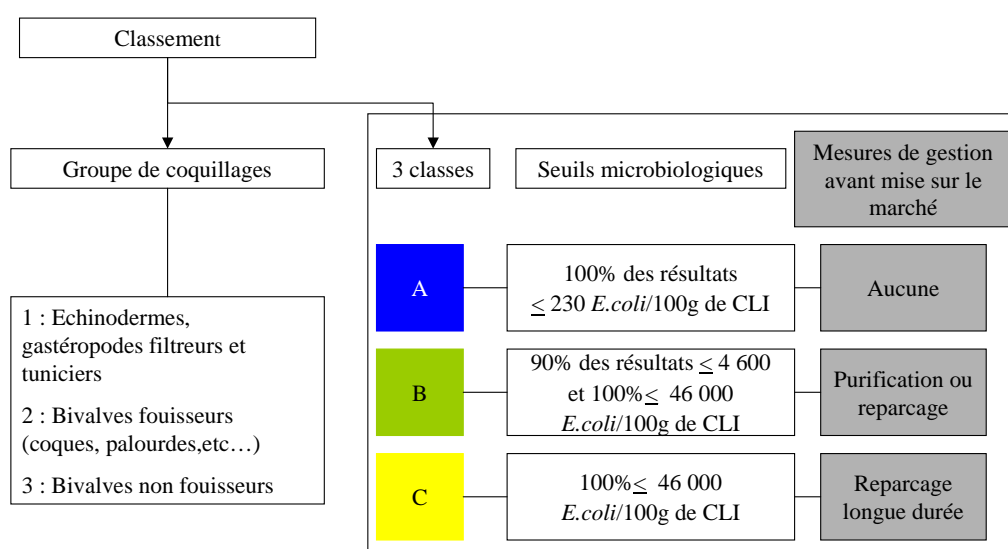 Classement
Groupe de coquillages
3 classes
Seuils microbiologiques
Mesures de gestion
avant mise sur le
marché
A
100% des résultats
≤ 230 E.coli/100g de CLI
Aucune
1 : Echinodermes,
gastéropodes filtreurs et
tuniciers
2 : Bivalves fouisseurs
(coques, palourdes,etc…)
3 : Bivalves non fouisseurs
B
90% des résultats ≤ 4 600
et 100%≤ 46 000
E.coli/100g de CLI
Purification ou
reparcage
C
100%≤ 46 000
E.coli/100g de CLI
Reparcage
longue durée